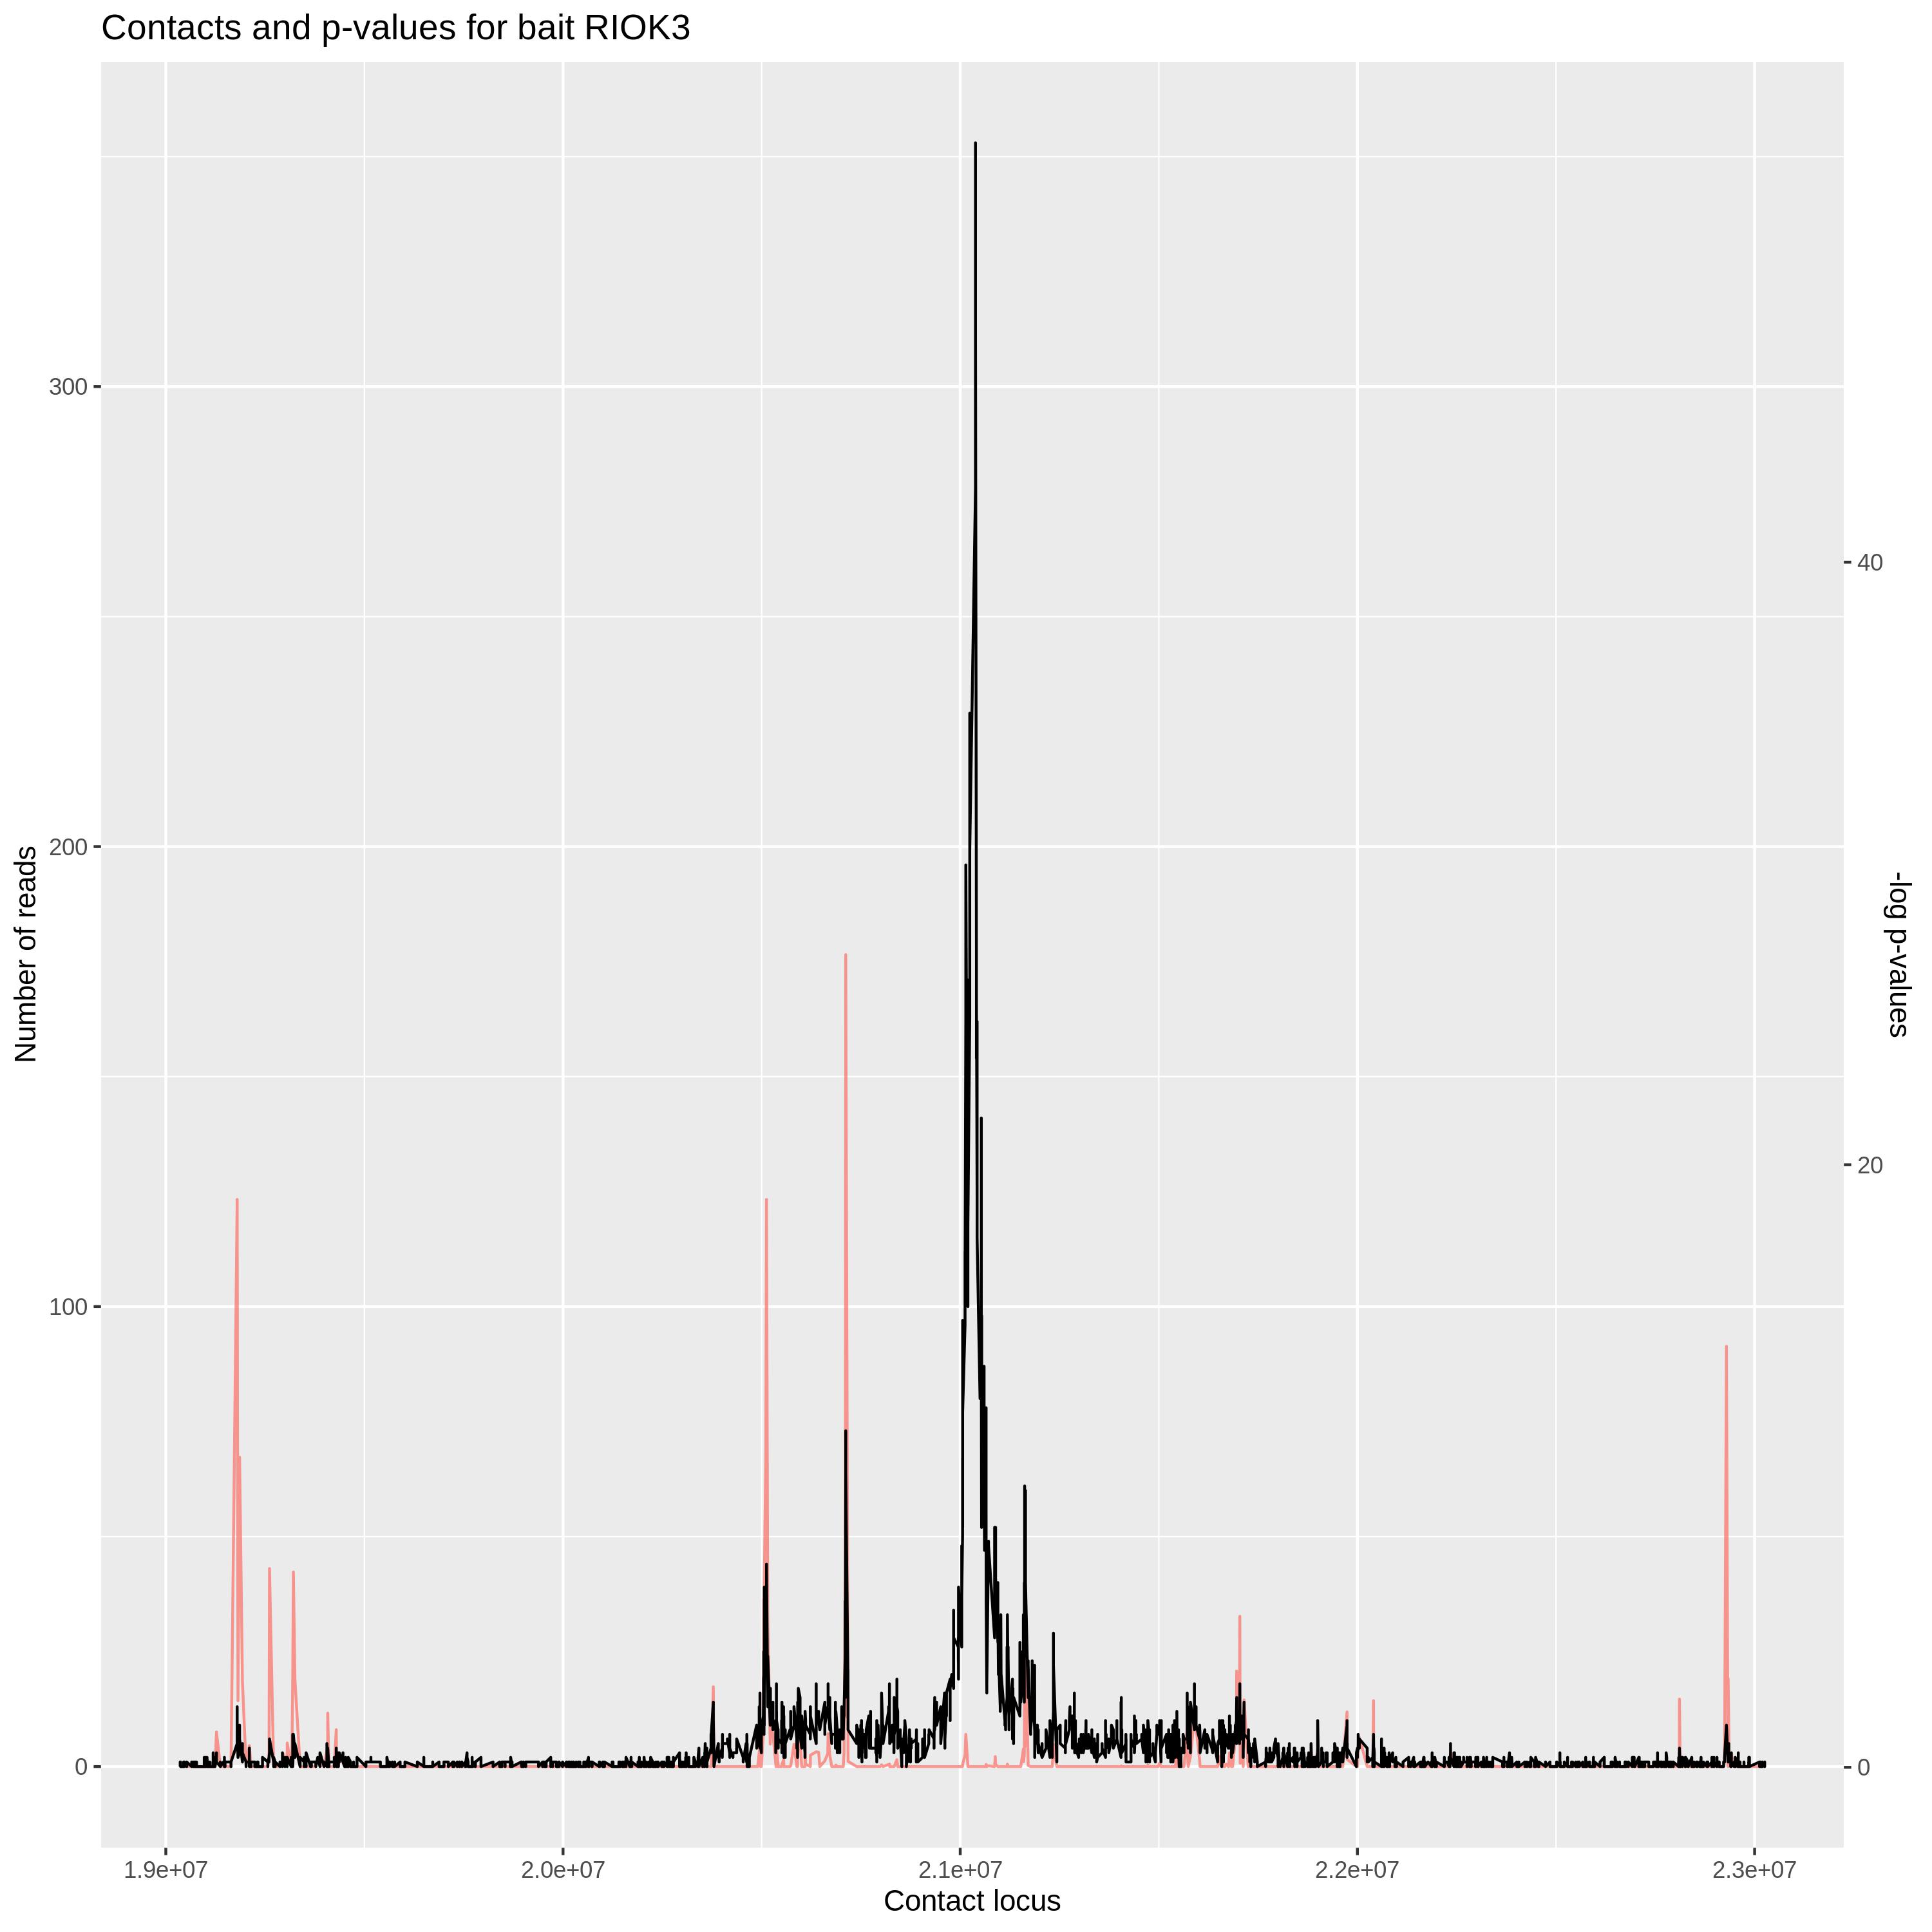 Contacts and p-values for bait RIOK3
300
200
100
0
Number of reads
40
20
0
-log p-values
1.9e+07
2.0e+07
2.1e+07
2.2e+07
2.3e+07
Contact locus